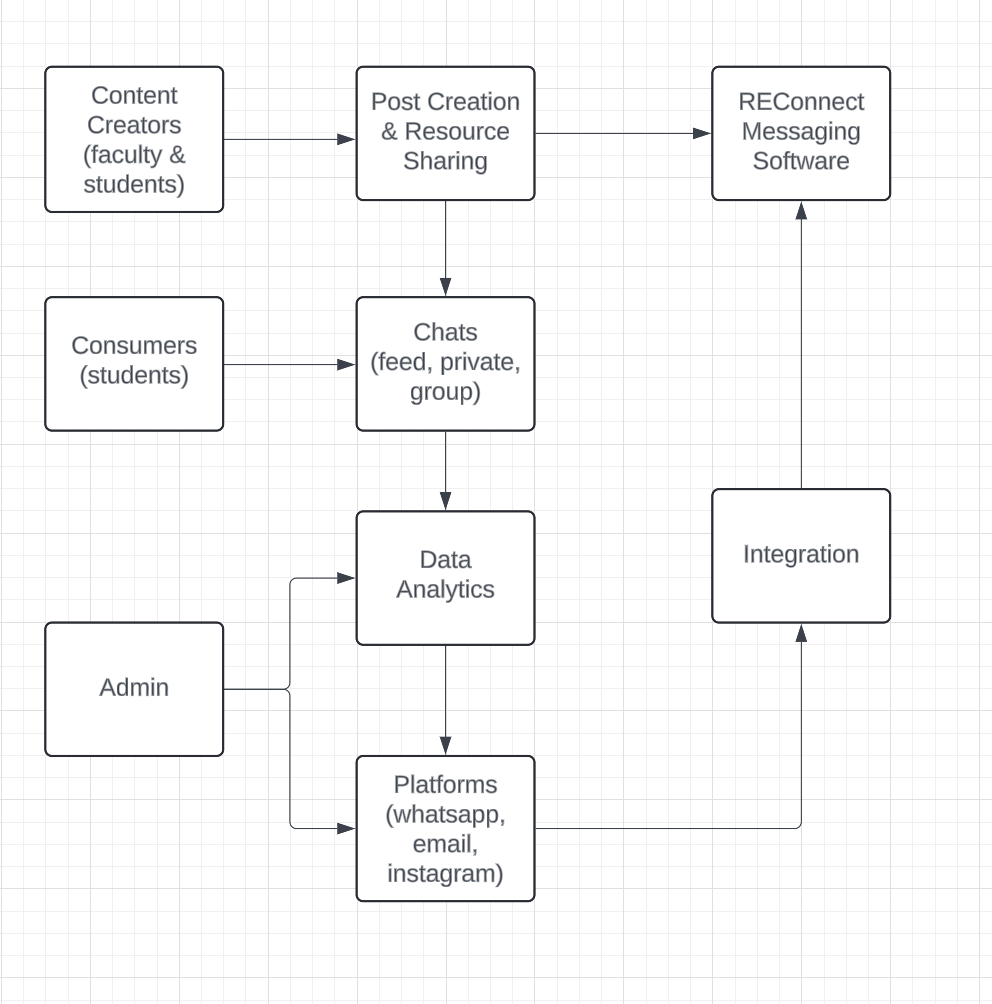 Content
Creators
(faculty &
students)
Post Creation
& Resource
Sharing
REConnect
Messaging
Software
Consumers
(students)
Chats
(feed, private,
group)
Data
Analytics
Integration
Admin
Platforms
(whatsapp,
email,
instagram)